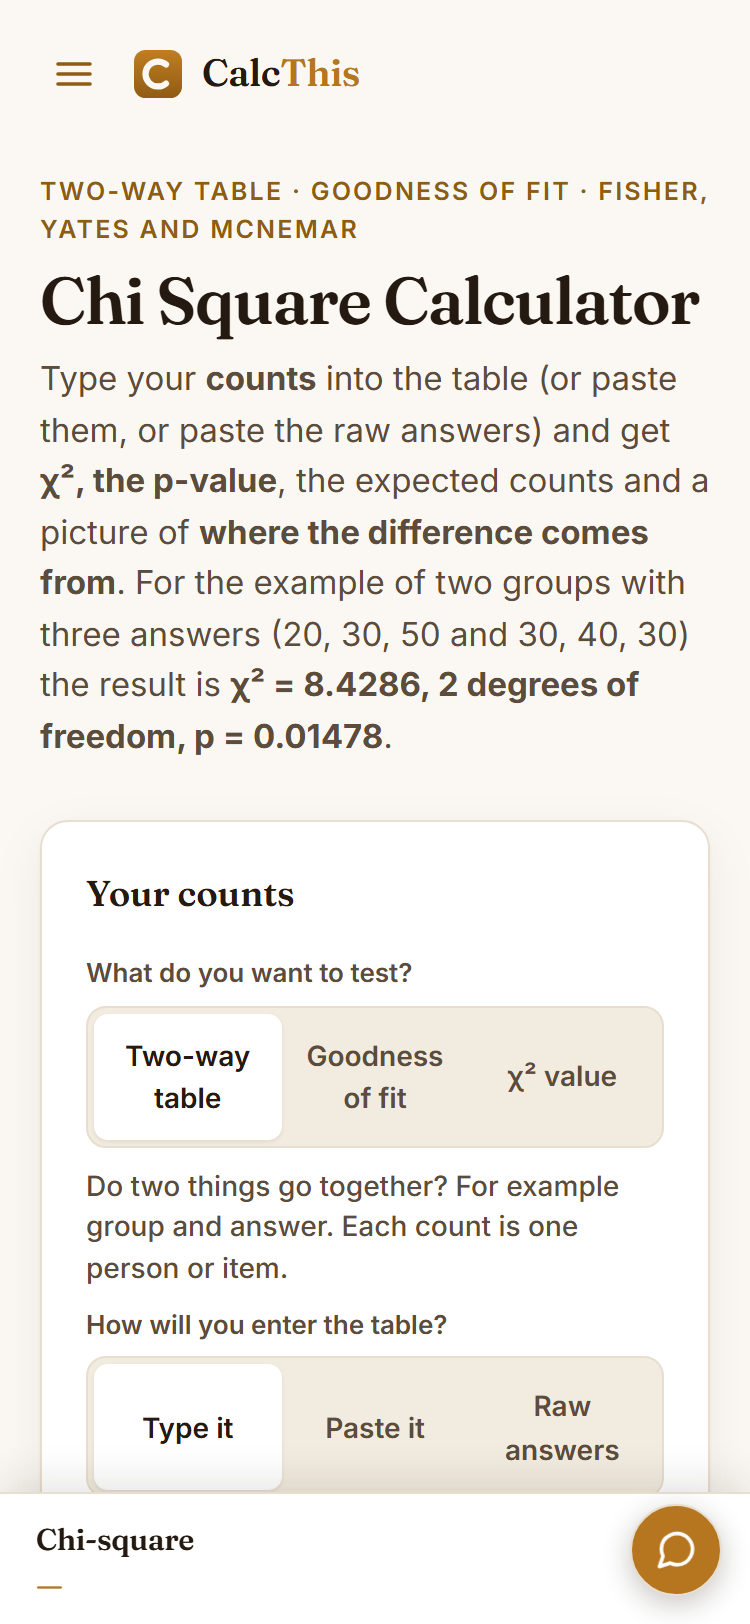 C CalcThis
TWO-WAY TABLE · GOODNESS OF FIT · FISHER,
YATES AND MCNEMAR
Chi Square Calculator
Type your counts into the table (or paste
them, or paste the raw answers) and get
χ², the p-value, the expected counts and a
picture of where the difference comes
from. For the example of two groups with
three answers (20, 30, 50 and 30, 40, 30)
the result is χ² = 8.4286, 2 degrees of
freedom, p = 0.01478.
Your counts
What do you want to test?
Two-way
table
Goodness
of fit
χ² value
Do two things go together? For example
group and answer. Each count is one
person or item.
How will you enter the table?
Type it
Paste it
Raw
answers
Chi-square
—